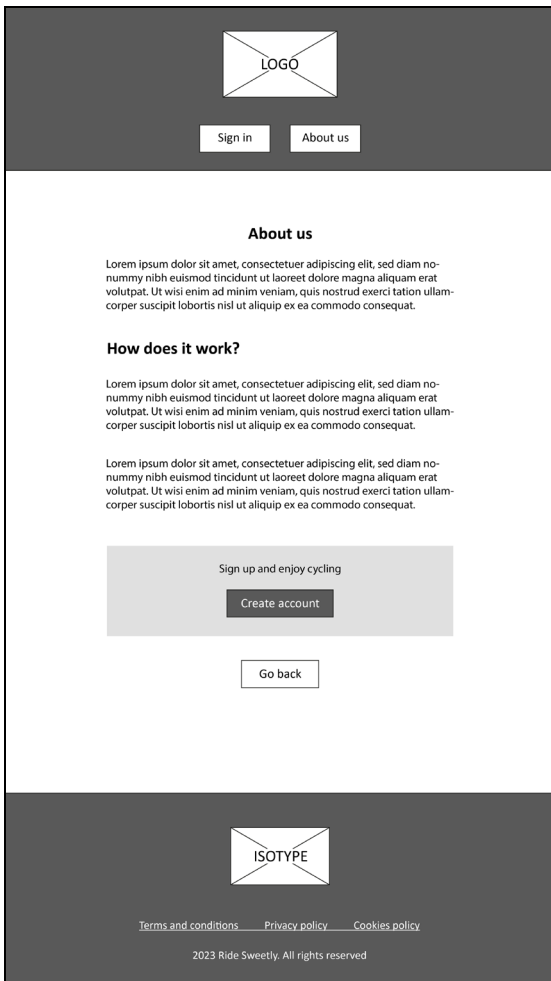 LOGO
Sign in About us
About us
Lorem ipsum dolor sit amet, consectetuer adipiscing elit, sed diam no-
nummy nibh euismod tincidunt ut laoreet dolore magna aliquam erat
volutpat. Ut wisi enim ad minim veniam, quis nostrud exerci tation ullam-
corper suscipit lobortis nisl ut aliquip ex ea commodo consequat.
How does it work?
Lorem ipsum dolor sit amet, consectetuer adipiscing elit, sed diam no-
nummy nibh euismod tincidunt ut laoreet dolore magna aliquam erat
volutpat. Ut wisi enim ad minim veniam, quis nostrud exerci tation ullam-
corper suscipit lobortis nisl ut aliquip ex ea commodo consequat.
Lorem ipsum dolor sit amet, consectetuer adipiscing elit, sed diam no-
nummy nibh euismod tincidunt ut laoreet dolore magna aliquam erat
volutpat. Ut wisi enim ad minim veniam, quis nostrud exerci tation ullam-
corper suscipit lobortis nisl ut aliquip ex ea commodo consequat.
Sign up and enjoy cycling
Create account
Go back
ISOTYPE
Terms and conditions Privacy policy Cookies policy
2023 Ride Sweetly. All rights reserved